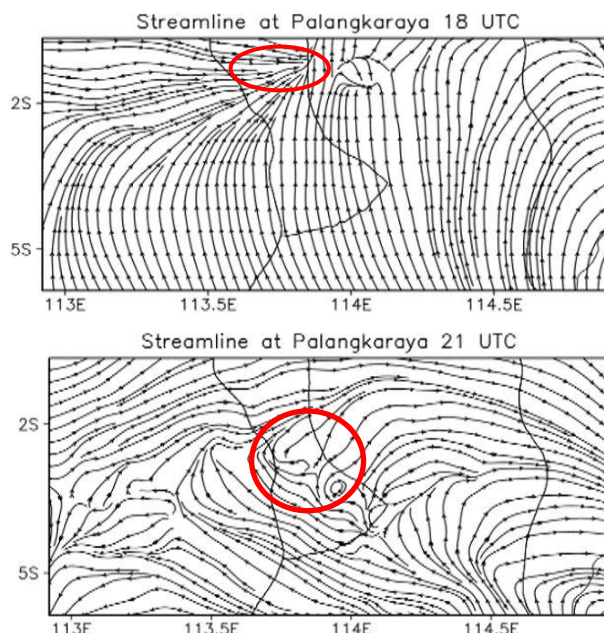 Streamline at Palangkaraya 18 UTC
2S
5S
113E 113.5E 114E 114.5E
Streamline at Palangkaraya 21 UTC
2S
5S
113E 113.5E 114E 114.5E